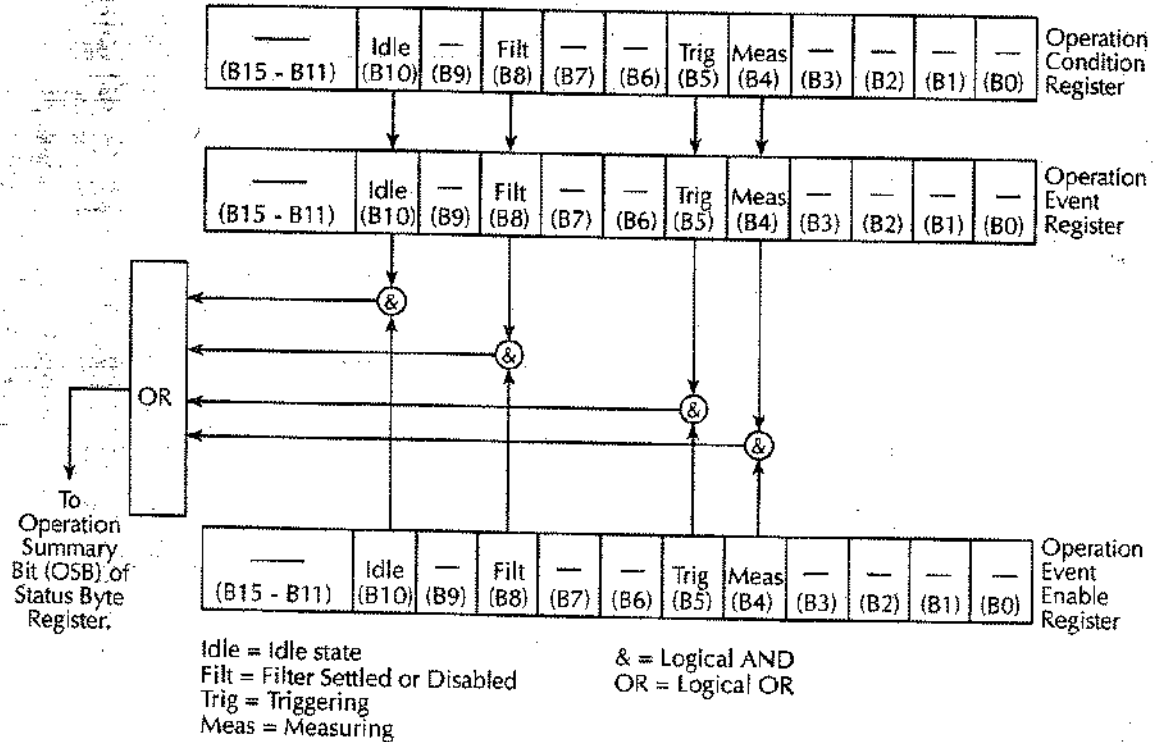 Idle Filt Trig Meas Operation
— — — — — — — — — Condition
(B15 - B11) (B10) (B9) (B8) (B7) (B6) (B5) (B4) (B3) (B2) (B1) (B0) Register
Idle Filt Trig Meas Operation
— — — — — — — — — Event
(B15 - B11) (B10) (B9) (B8) (B7) (B6) (B5) (B4) (B3) (B2) (B1) (B0) Register
&
&
OR
&
&
To
Operation
Summary
Bit (OSB) of
Status Byte
Register.
Idle Filt Trig Meas Operation
— — — — — — — — — Event
(B15 - B11) (B10) (B9) (B8) (B7) (B6) (B5) (B4) (B3) (B2) (B1) (B0) Enable
Register
Idle = Idle state
Filt = Filter Settled or Disabled
Trig = Triggering
Meas = Measuring
& = Logical AND
OR = Logical OR